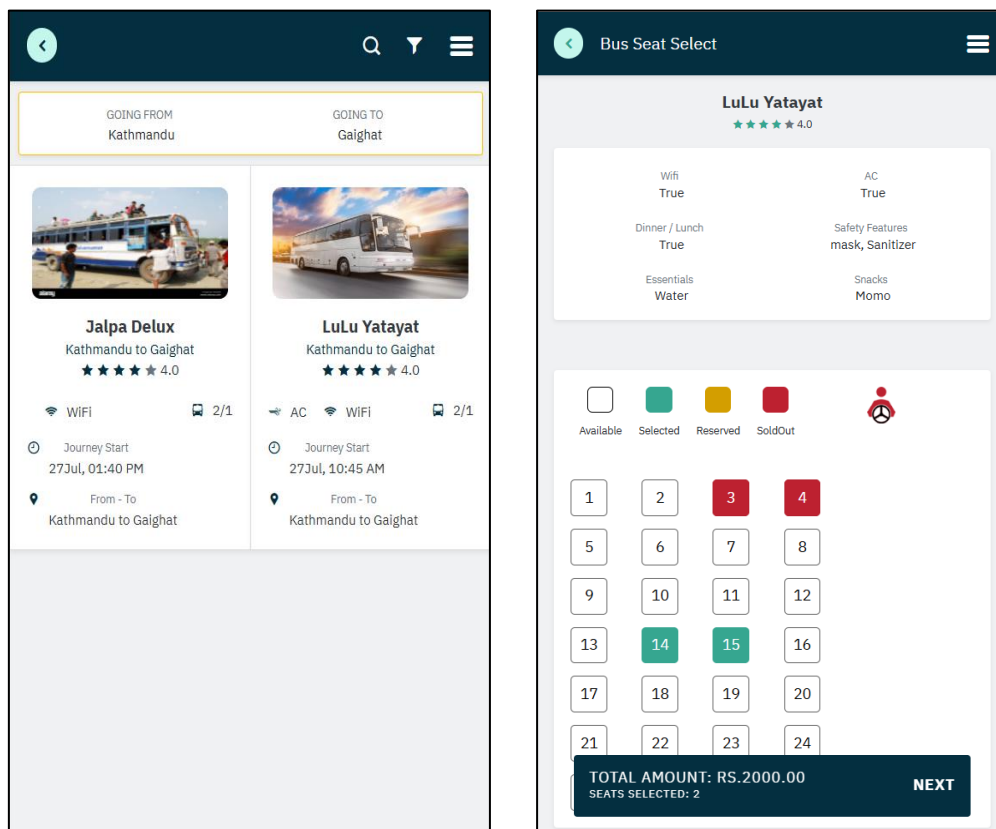 GOING FROM
Kathmandu
GOING TO
Gaighat
alamy
Jalpa Delux
Kathmandu to Gaighat
4.0
WiFi
2/1
Journey Start
27Jul, 01:40 PM
From - To
Kathmandu to Gaighat
LuLu Yatayat
Kathmandu to Gaighat
4.0
AC WiFi
2/1
Journey Start
27Jul, 10:45 AM
From - To
Kathmandu to Gaighat
Bus Seat Select
LuLu Yatayat
4.0
Wifi
True
AC
True
Dinner / Lunch
True
Safety Features
mask, Sanitizer
Essentials
Water
Snacks
Momo
Available Selected Reserved SoldOut
1 2 3 4
5 6 7 8
9 10 11 12
13 14 15 16
17 18 19 20
21 22 23 24
TOTAL AMOUNT: RS.2000.00
SEATS SELECTED: 2
NEXT